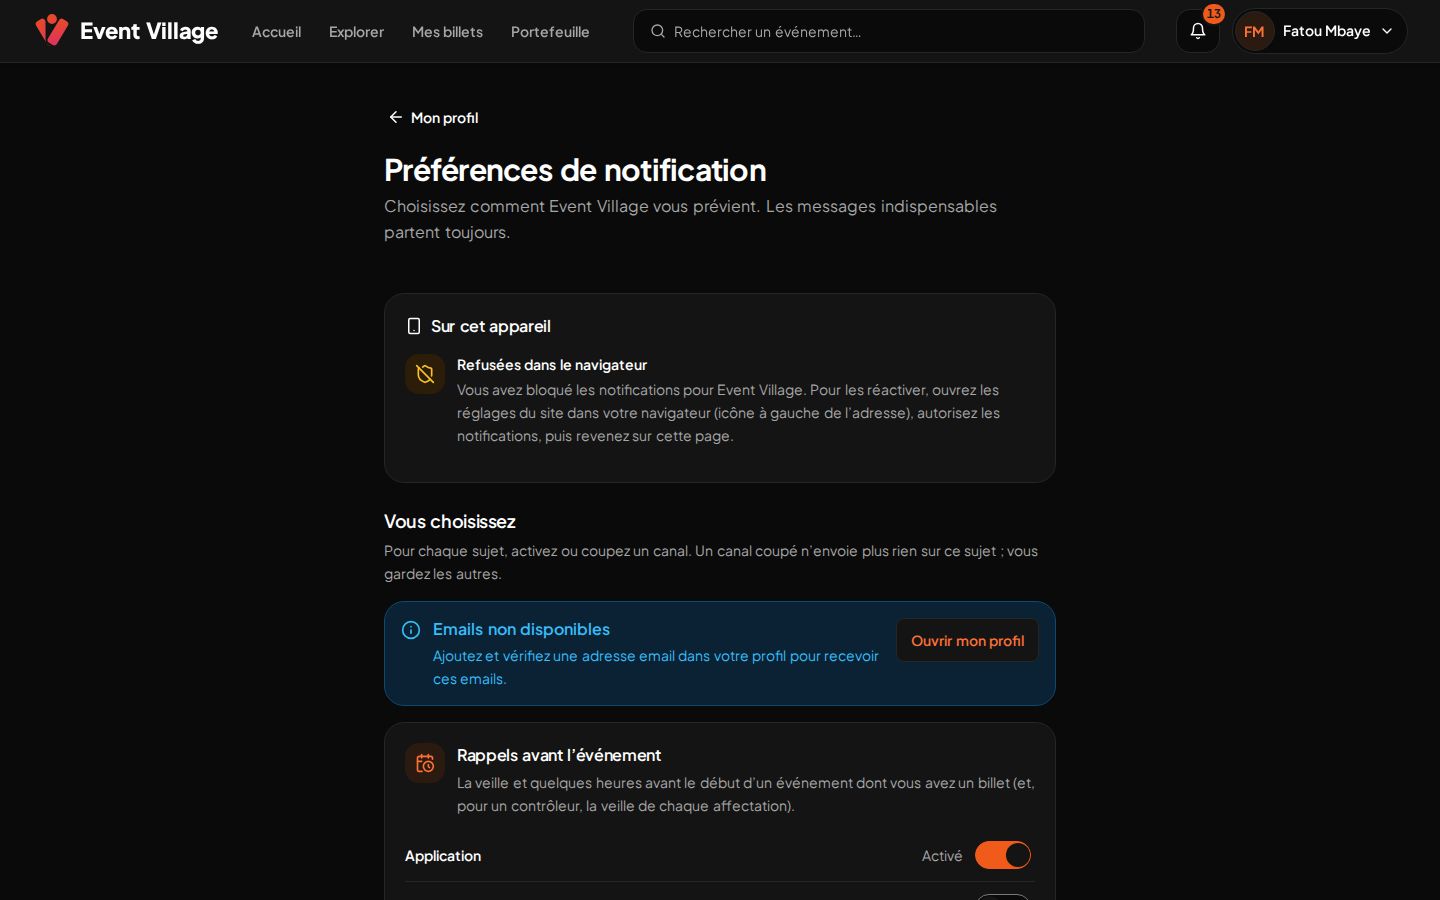 Event Village
Accueil
Explorer
Mes billets
Portefeuille
Rechercher un événement…
13
FM
Fatou Mbaye
Mon profil
Préférences de notification
Choisissez comment Event Village vous prévient. Les messages indispensables
partent toujours.
Sur cet appareil
Refusées dans le navigateur
Vous avez bloqué les notifications pour Event Village. Pour les réactiver, ouvrez les
réglages du site dans votre navigateur (icône à gauche de l’adresse), autorisez les
notifications, puis revenez sur cette page.
Vous choisissez
Pour chaque sujet, activez ou coupez un canal. Un canal coupé n’envoie plus rien sur ce sujet ; vous
gardez les autres.
Emails non disponibles
Ajoutez et vérifiez une adresse email dans votre profil pour recevoir
ces emails.
Ouvrir mon profil
Rappels avant l’événement
La veille et quelques heures avant le début d’un événement dont vous avez un billet (et,
pour un contrôleur, la veille de chaque affectation).
Application
Activé